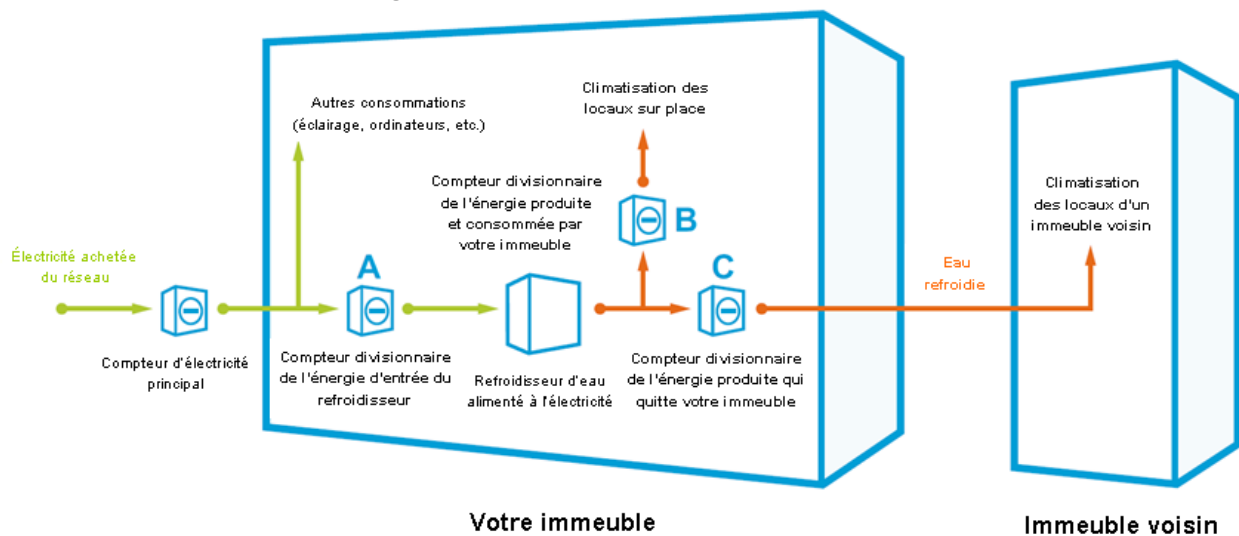 Autres consommations
(éclairage, ordinateurs, etc.)
Climatisation des
locaux sur place
Compteur divisionnaire
de l'énergie produite
et consommée par
votre immeuble
B
Climatisation
des locaux d'un
immeuble voisin
Électricité achetée
du réseau
A
C
Eau
refroidie
Compteur d'électricité
principal
Compteur divisionnaire
de l'énergie d'entrée du
refroidisseur
Refroidisseur d'eau
alimenté à l'électricité
Compteur divisionnaire
de l'énergie produite qui
quitte votre immeuble
Votre immeuble
Immeuble voisin